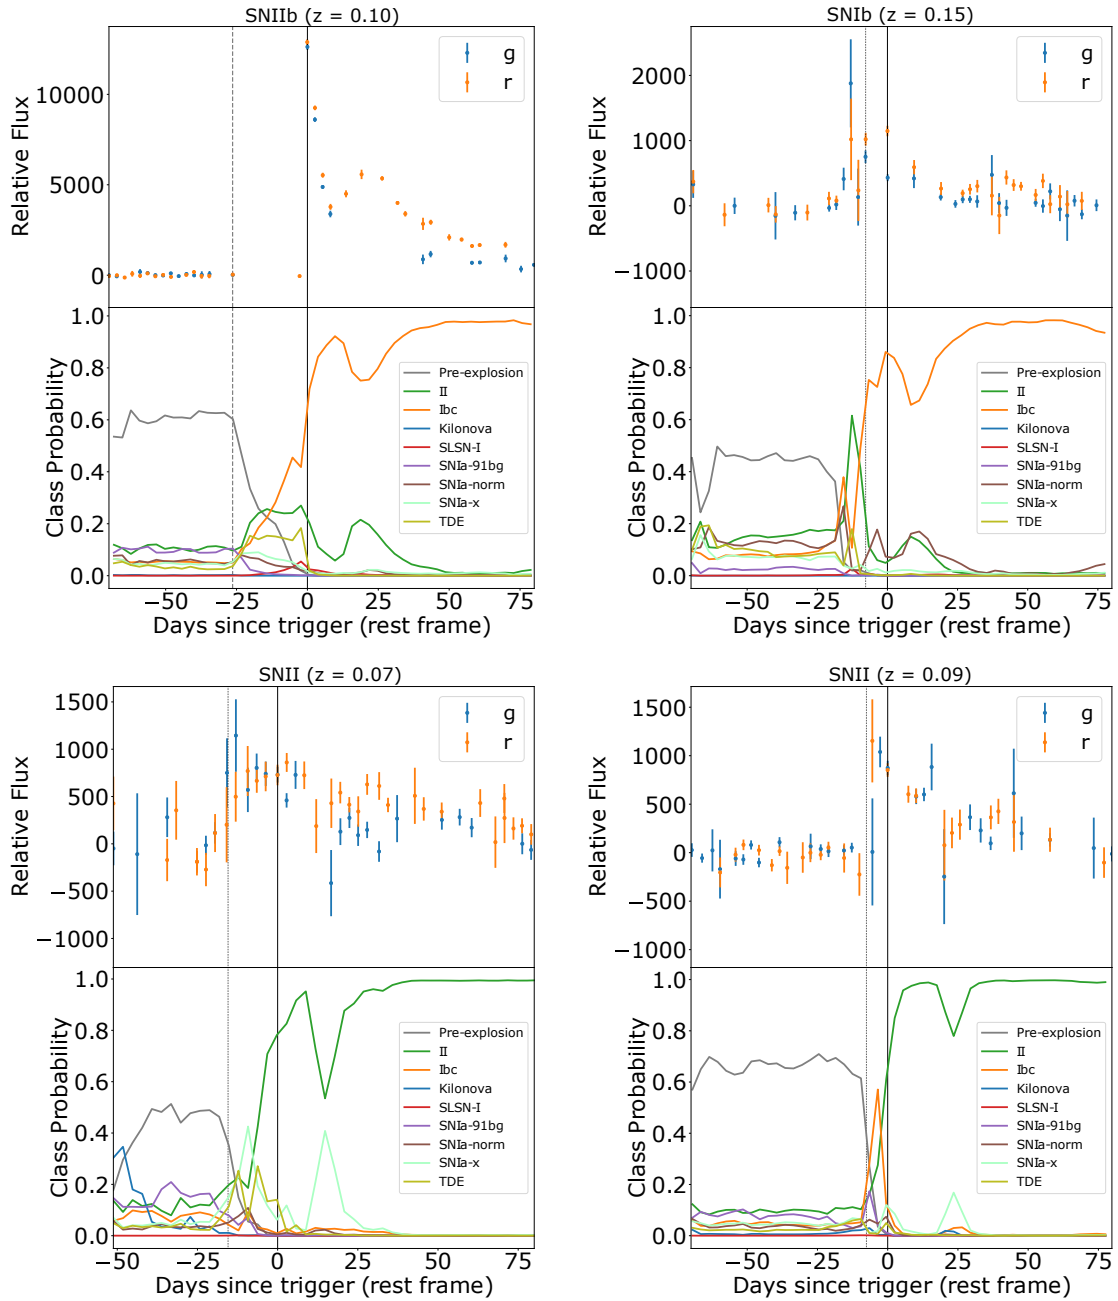 SNIIb (z = 0.10)
g
r
Relative Flux
10000
5000
0
1.0
0.8
0.6
0.4
0.2
0.0
Class Probability
Pre-explosion
II
Ibc
Kilonova
SLSN-I
SNIa-91bg
SNIa-norm
SNIa-x
TDE
−50 −25 0 25 50 75
Days since trigger (rest frame)
SNIb (z = 0.15)
g
r
Relative Flux
2000
1000
0
−1000
1.0
0.8
0.6
0.4
0.2
0.0
Class Probability
Pre-explosion
II
Ibc
Kilonova
SLSN-I
SNIa-91bg
SNIa-norm
SNIa-x
TDE
−50 −25 0 25 50 75
Days since trigger (rest frame)
SNII (z = 0.07)
g
r
Relative Flux
1500
1000
500
0
−500
−1000
1.0
0.8
0.6
0.4
0.2
0.0
Class Probability
Pre-explosion
II
Ibc
Kilonova
SLSN-I
SNIa-91bg
SNIa-norm
SNIa-x
TDE
−50 −25 0 25 50 75
Days since trigger (rest frame)
SNII (z = 0.09)
g
r
Relative Flux
1500
1000
500
0
−500
−1000
1.0
0.8
0.6
0.4
0.2
0.0
Class Probability
Pre-explosion
II
Ibc
Kilonova
SLSN-I
SNIa-91bg
SNIa-norm
SNIa-x
TDE
−50 −25 0 25 50 75
Days since trigger (rest frame)